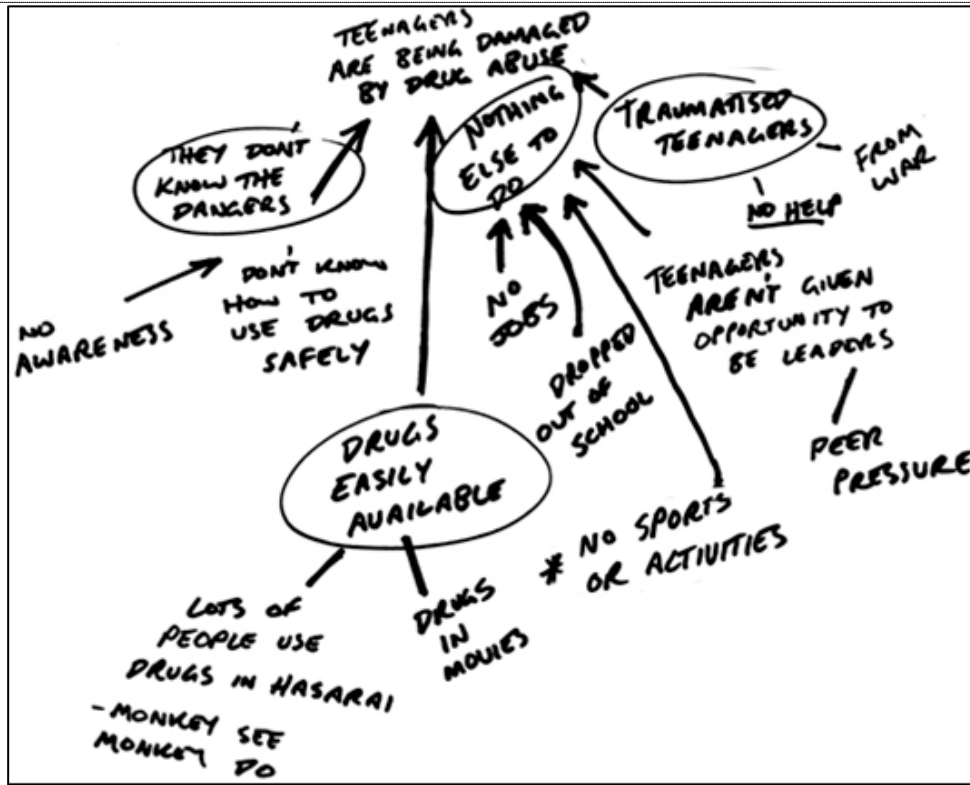 TEENAGERS
ARE BEING DAMAGED
BY DRUG ABUSE
THEY DON'T
KNOW THE
DANGERS
NOTHING
ELSE TO
DO
TRAUMATISED
TEENAGERS
FROM
WAR
NO HELP
NO
AWARENESS
DON'T KNOW
HOW TO
USE DRUGS
SAFELY
NO
JOBS
DROPPED
OUT OF
SCHOOL
TEENAGERS
AREN'T GIVEN
OPPORTUNITY TO
BE LEADERS
PEER
PRESSURE
DRUGS
EASILY
AVAILABLE
* NO SPORTS
OR ACTIVITIES
LOTS OF
PEOPLE USE
DRUGS IN HASARAI
- MONKEY SEE
MONKEY DO
DRUGS
IN
MOVIES